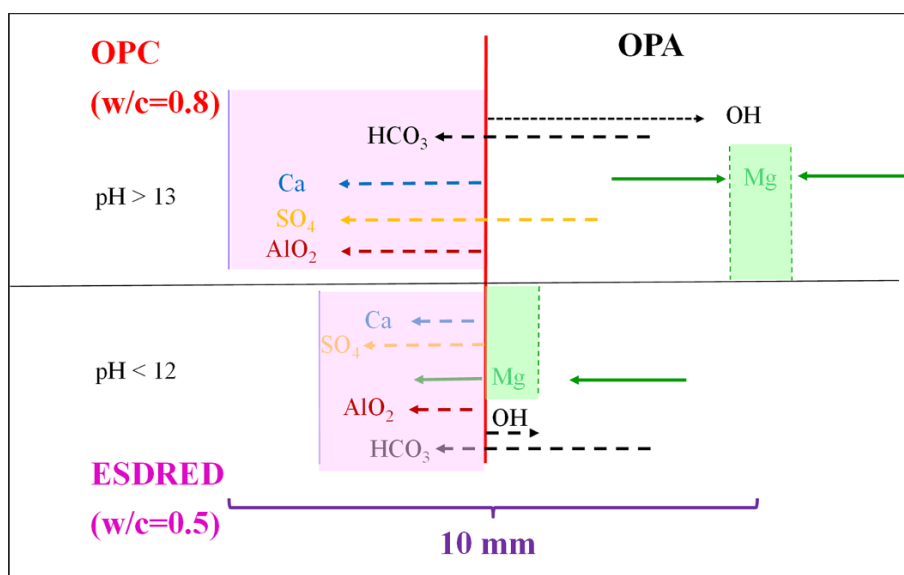 OPC
(w/c=0.8)
OPA
OH
HCO3
pH > 13
Ca
Mg
SO4
AlO2
Ca
SO4
pH < 12
Mg
AlO2
OH
HCO3
ESDRED
(w/c=0.5)
10 mm